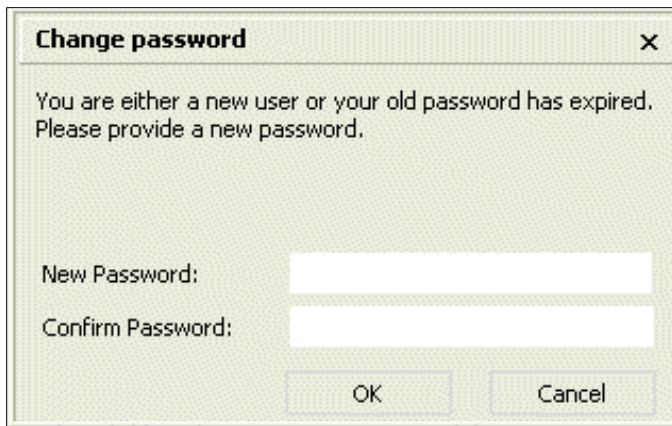 Change password
You are either a new user or your old password has expired.
Please provide a new password.
New Password:
Confirm Password:
OK Cancel